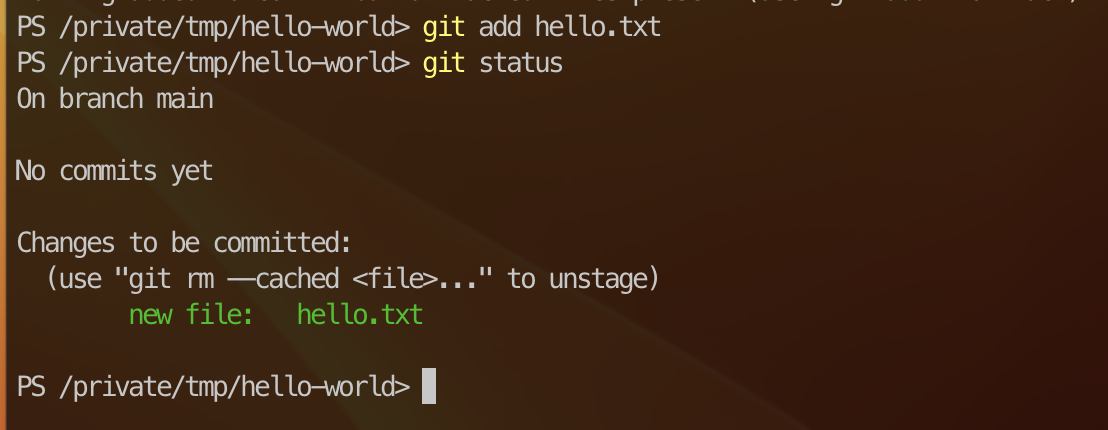 PS /private/tmp/hello-world> git add hello.txt
PS /private/tmp/hello-world> git status
On branch main
No commits yet
Changes to be committed:
(use "git rm --cached <file>..." to unstage)
new file: hello.txt
PS /private/tmp/hello-world>